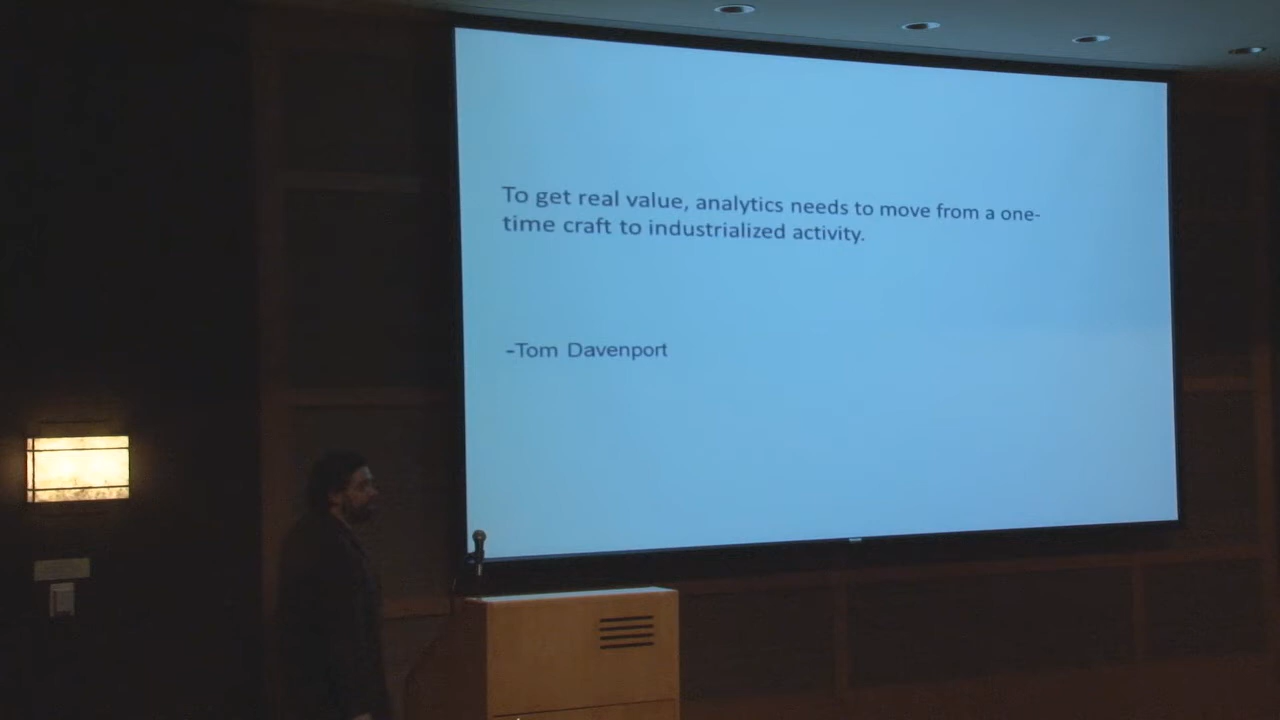 To get real value, analytics needs to move from a one-
time craft to industrialized activity.
–Tom Davenport